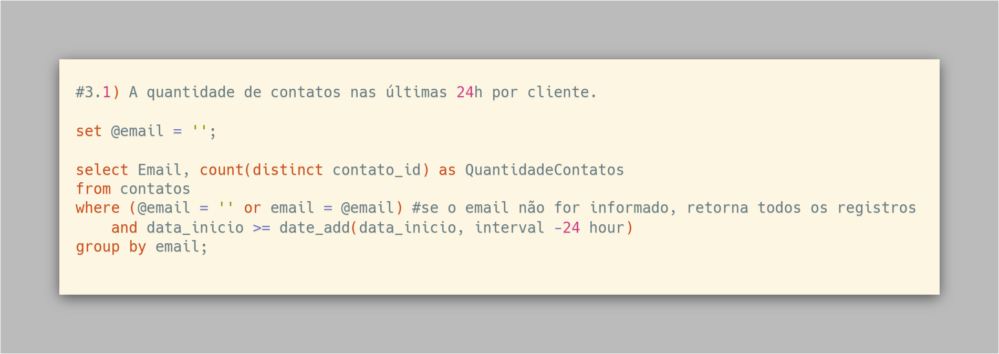 #3.1) A quantidade de contatos nas últimas 24h por cliente.
set @email = '';
select Email, count(distinct contato_id) as QuantidadeContatos
from contatos
where (@email = '' or email = @email) #se o email não for informado, retorna todos os registros
    and data_inicio >= date_add(data_inicio, interval -24 hour)
group by email;